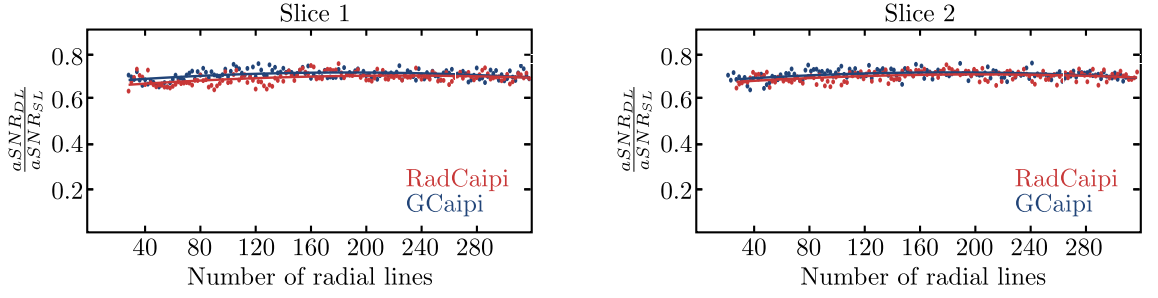 Slice 1
0.8
0.6
0.4
0.2
aSNR_DL
aSNR_SL
RadCaipi
GCaipi
40 80 120 160 200 240 280
Number of radial lines
Slice 2
0.8
0.6
0.4
0.2
aSNR_DL
aSNR_SL
RadCaipi
GCaipi
40 80 120 160 200 240 280
Number of radial lines